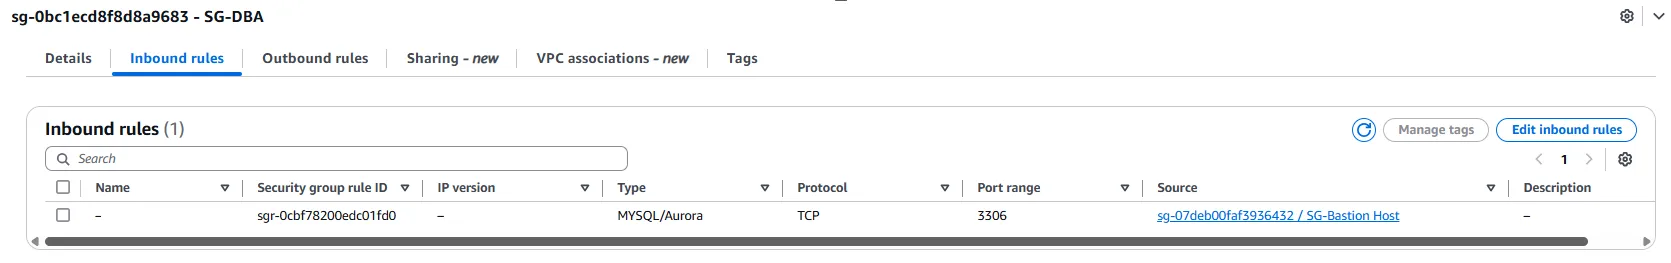 sg-0bc1ecd8f8d8a9683 - SG-DBA
Details Inbound rules Outbound rules Sharing - new VPC associations - new Tags
Inbound rules (1)
Manage tags Edit inbound rules
Search
1
Name Security group rule ID IP version Type Protocol Port range Source Description
– sgr-0cbf78200edc01fd0 – MYSQL/Aurora TCP 3306 sg-07deb00faf3936432 / SG-Bastion Host –